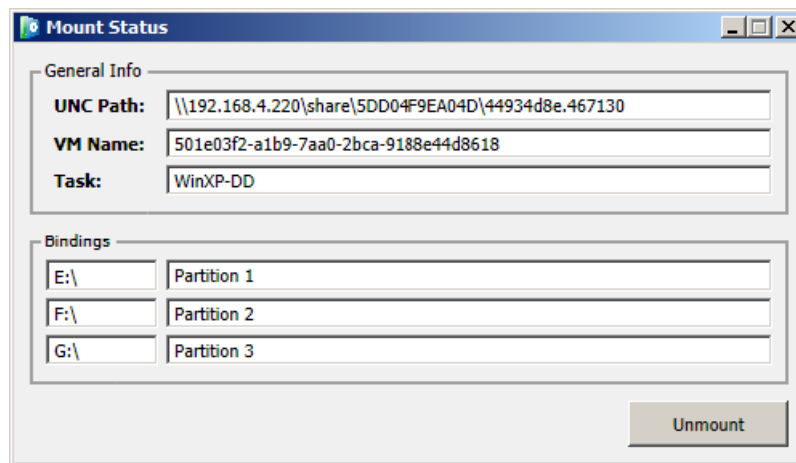 Mount Status
General Info
UNC Path: \\192.168.4.220\share\5DD04F9EA04D\44934d8e.467130
VM Name: 501e03f2-a1b9-7aa0-2bca-9188e44d8618
Task: WinXP-DD
Bindings
E:\ Partition 1
F:\ Partition 2
G:\ Partition 3
Unmount